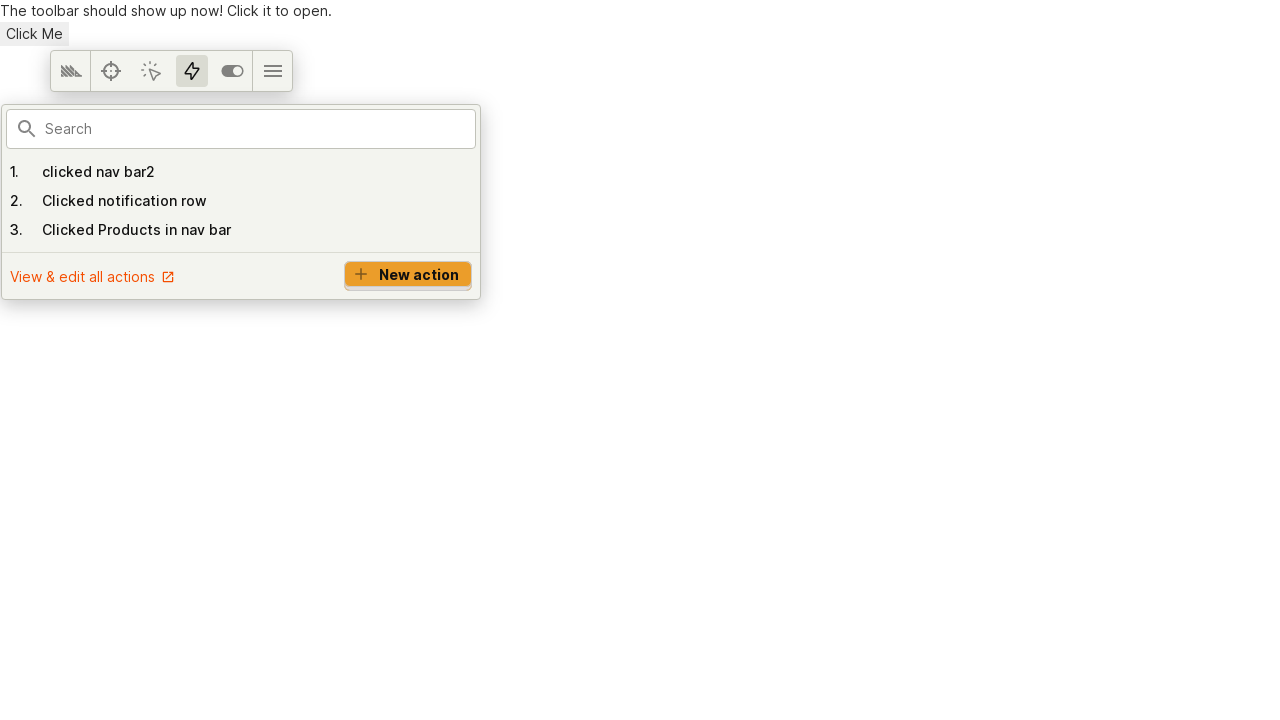 The toolbar should show up now! Click it to open.
Click Me
Search
1. clicked nav bar2
2. Clicked notification row
3. Clicked Products in nav bar
View & edit all actions
New action